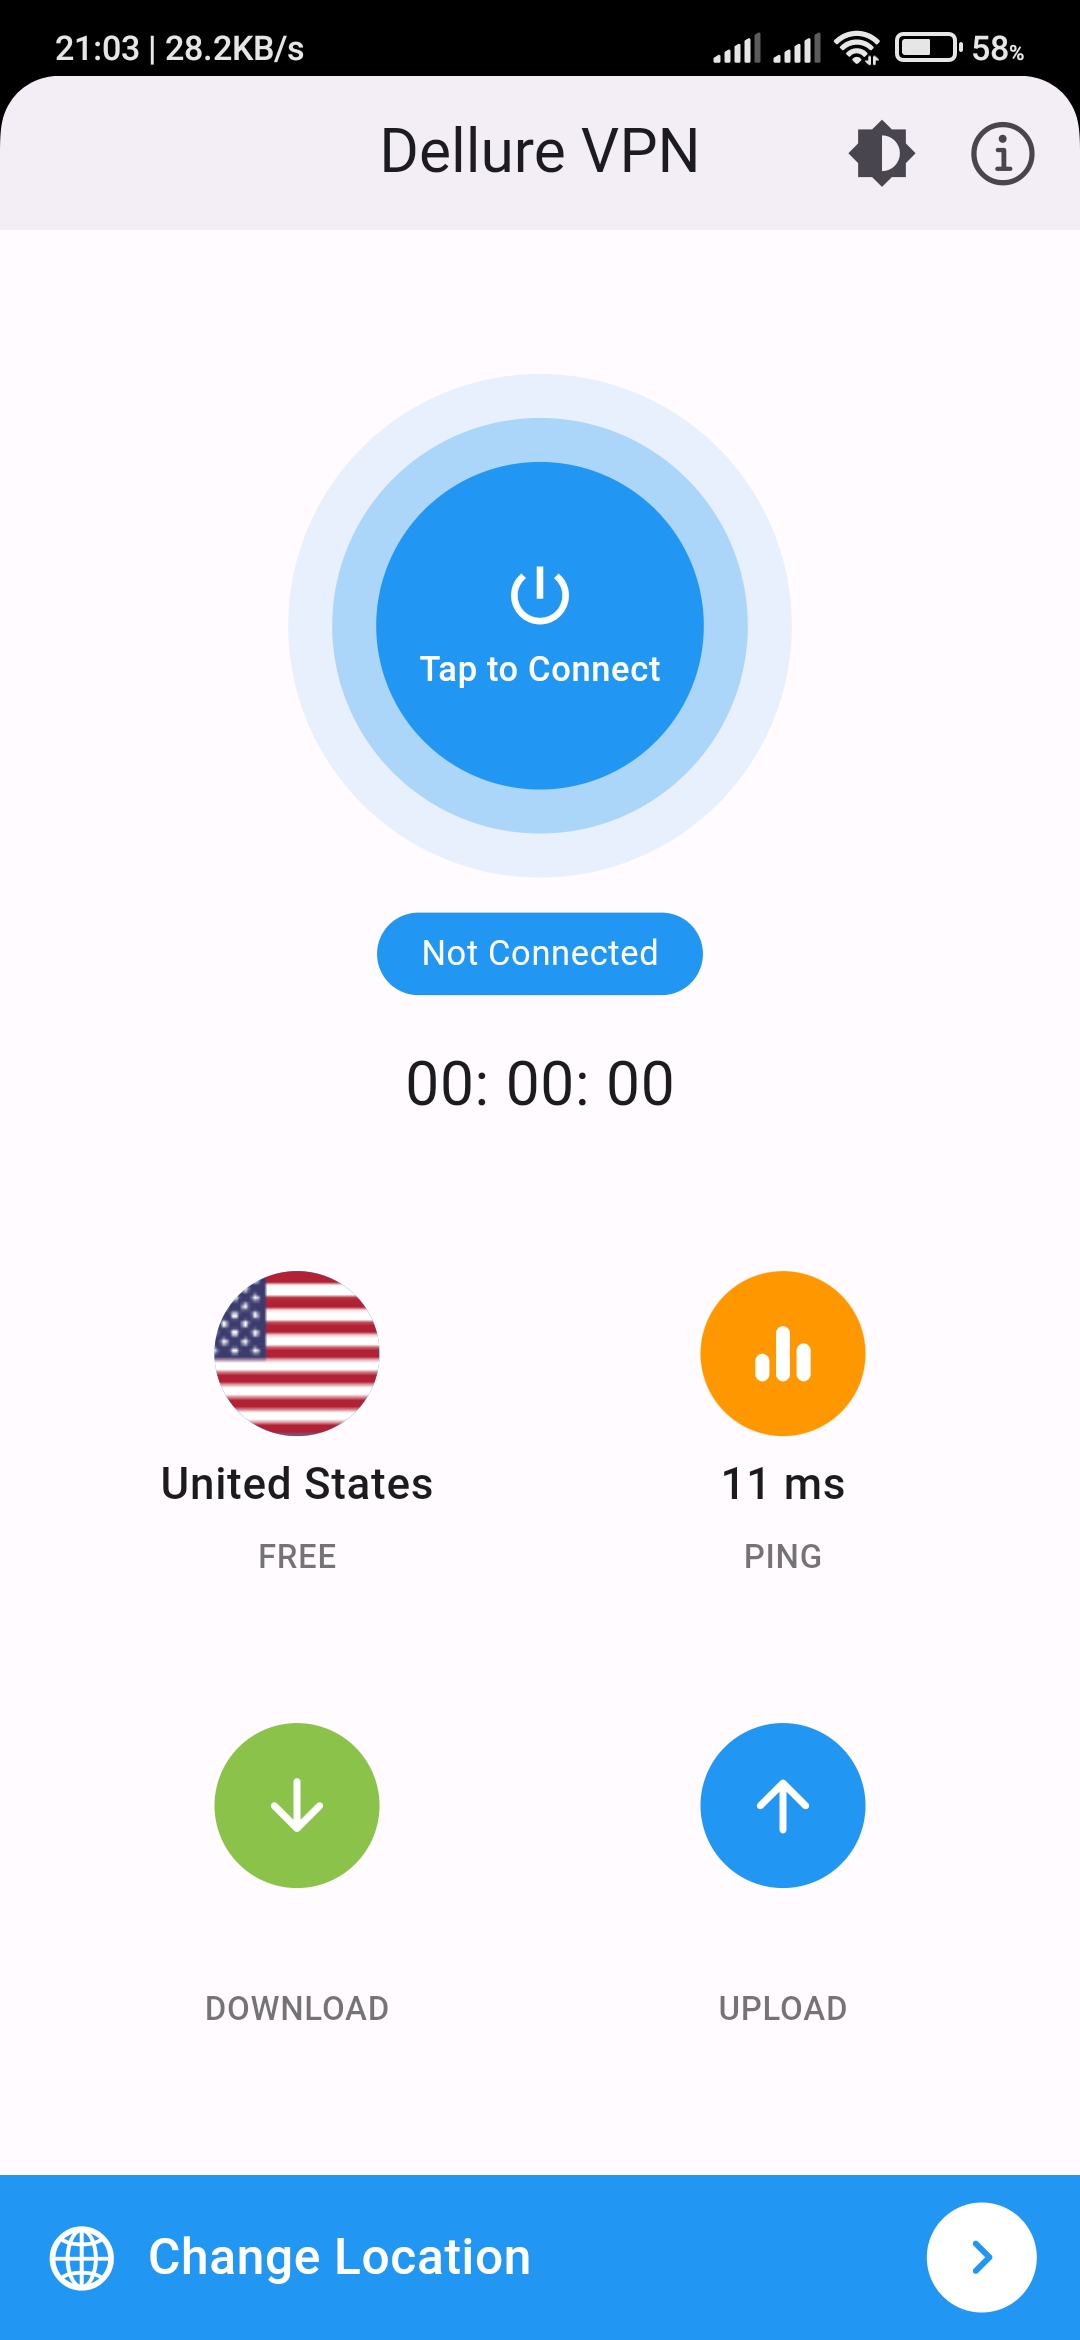 21:03 | 28.2KB/s 58%
Dellure VPN
Tap to Connect
Not Connected
00: 00: 00
United States 11 ms
FREE PING
DOWNLOAD UPLOAD
Change Location